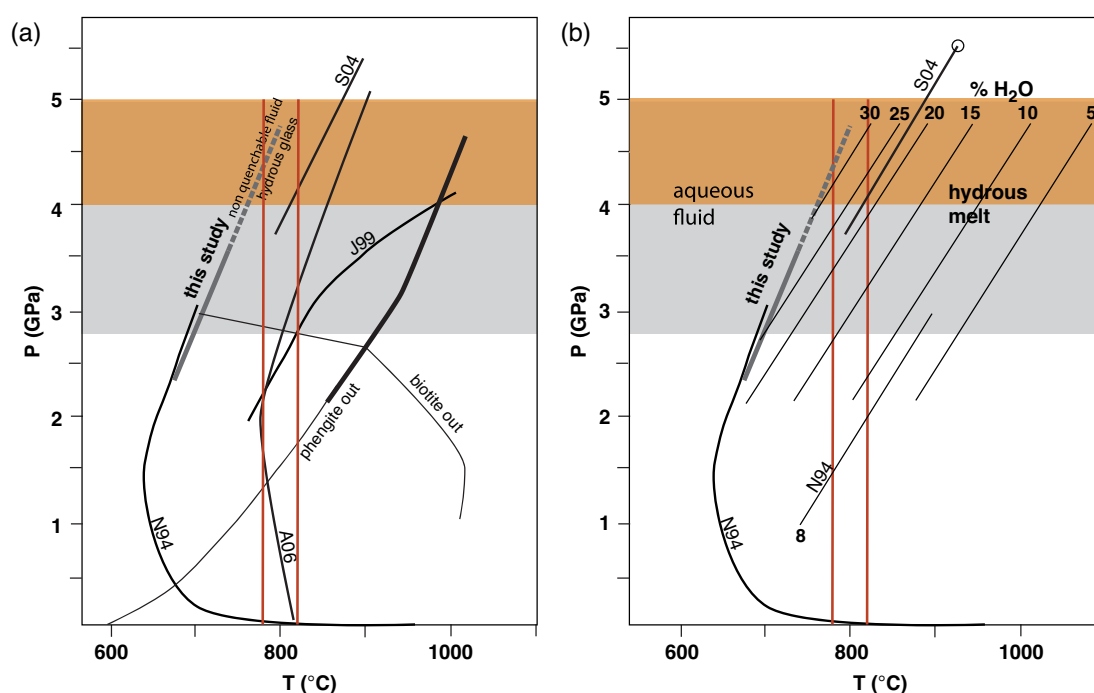 (a)
5
4
3
2
1
P (GPa)
600
800
1000
T (°C)
S04
non quenchable fluid
hydrous glass
this study
J99
biotite out
phengite out
N94
A06
(b)
5
4
3
2
1
P (GPa)
600
800
1000
T (°C)
S04
% H₂O
30 25 20 15 10 5
aqueous
fluid
hydrous
melt
this study
N94
8
N94